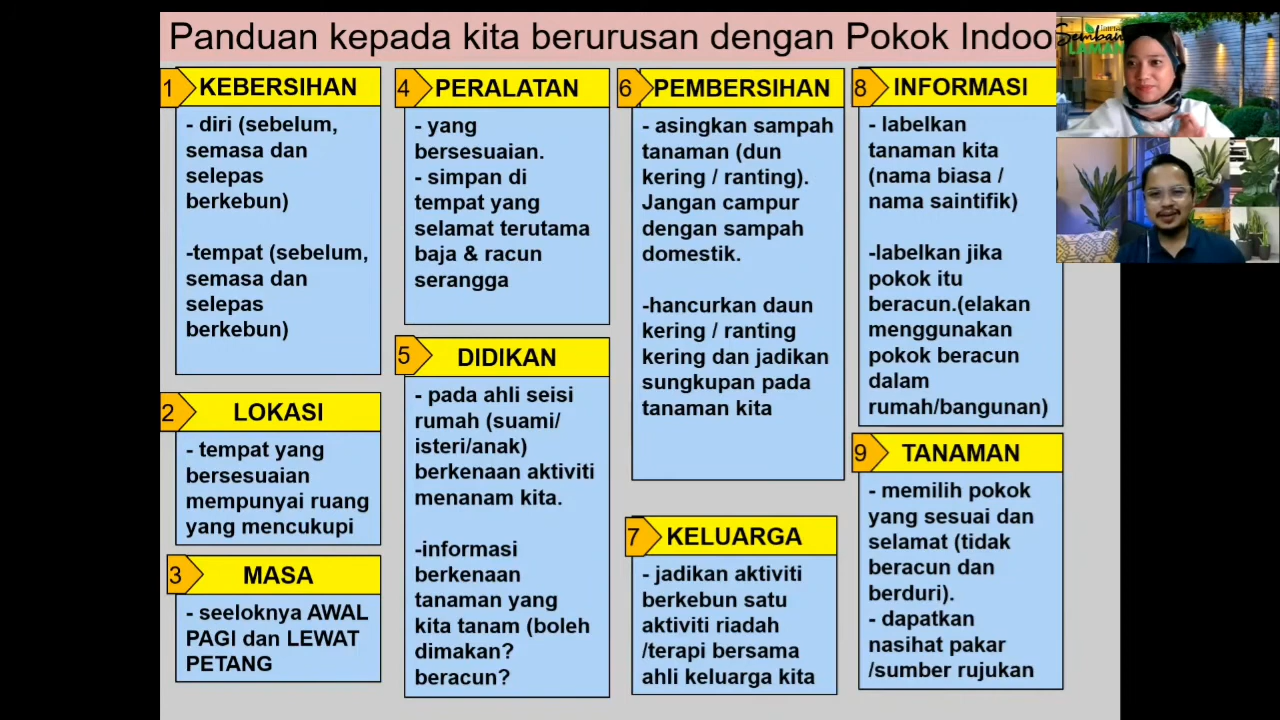 Panduan kepada kita berurusan dengan Pokok Indoo
Sembang
LAMAN
1 KEBERSIHAN
- diri (sebelum,
semasa dan
selepas
berkebun)
-tempat (sebelum,
semasa dan
selepas
berkebun)
2 LOKASI
- tempat yang
bersesuaian
mempunyai ruang
yang mencukupi
3 MASA
- seeloknya AWAL
PAGI dan LEWAT
PETANG
4 PERALATAN
- yang
bersesuaian.
- simpan di
tempat yang
selamat terutama
baja & racun
serangga
5 DIDIKAN
- pada ahli seisi
rumah (suami/
isteri/anak)
berkenaan aktiviti
menanam kita.
-informasi
berkenaan
tanaman yang
kita tanam (boleh
dimakan?
beracun?
6 PEMBERSIHAN
- asingkan sampah
tanaman (dun
kering / ranting).
Jangan campur
dengan sampah
domestik.
-hancurkan daun
kering / ranting
kering dan jadikan
sungkupan pada
tanaman kita
7 KELUARGA
- jadikan aktiviti
berkebun satu
aktiviti riadah
/terapi bersama
ahli keluarga kita
8 INFORMASI
- labelkan
tanaman kita
(nama biasa /
nama saintifik)
-labelkan jika
pokok itu
beracun.(elakan
menggunakan
pokok beracun
dalam
rumah/bangunan)
9 TANAMAN
- memilih pokok
yang sesuai dan
selamat (tidak
beracun dan
berduri).
- dapatkan
nasihat pakar
/sumber rujukan